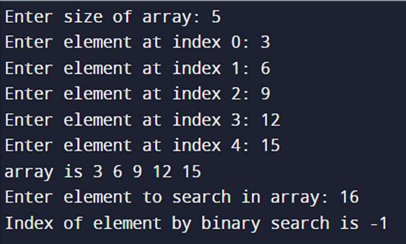 Enter size of array: 5
Enter element at index 0: 3
Enter element at index 1: 6
Enter element at index 2: 9
Enter element at index 3: 12
Enter element at index 4: 15
array is 3 6 9 12 15
Enter element to search in array: 16
Index of element by binary search is -1